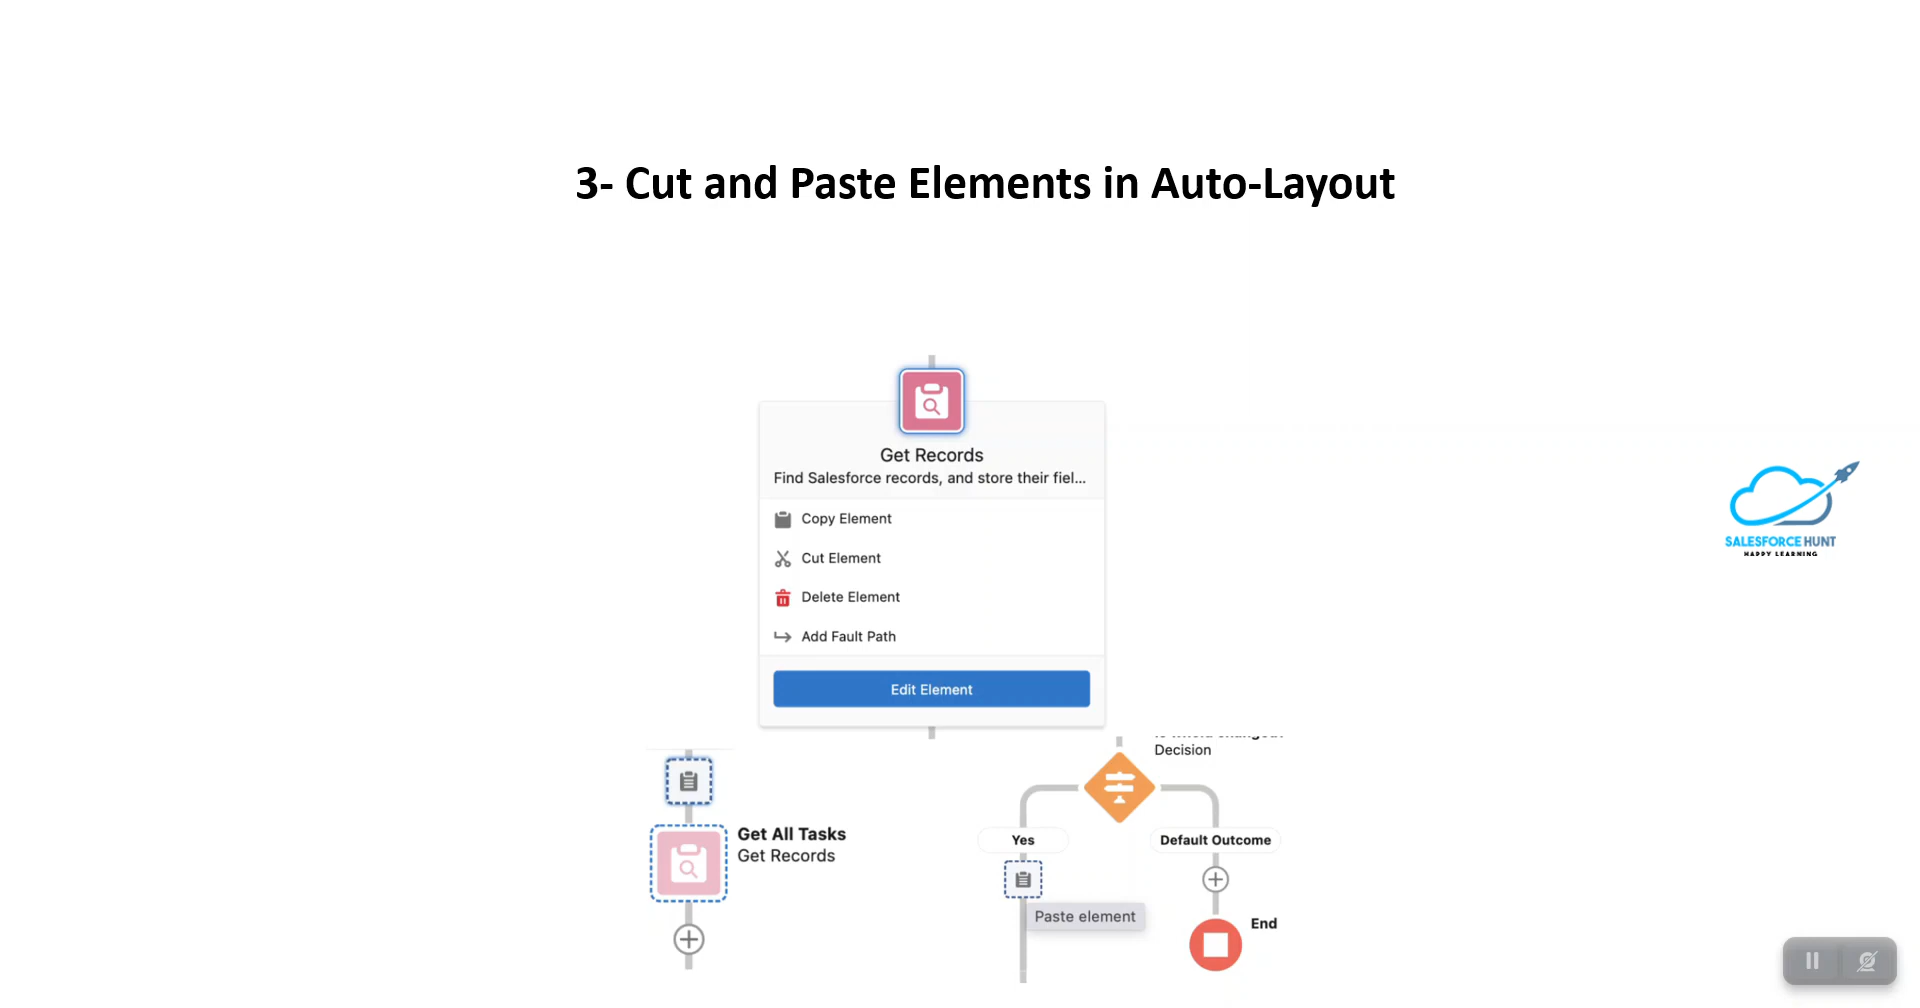 3- Cut and Paste Elements in Auto-Layout
Get Records
Find Salesforce records, and store their fiel...
Copy Element
Cut Element
Delete Element
Add Fault Path
Edit Element
SALESFORCE HUNT
HAPPY LEARNING
Get All Tasks
Get Records
Decision
Yes
Default Outcome
Paste element
End